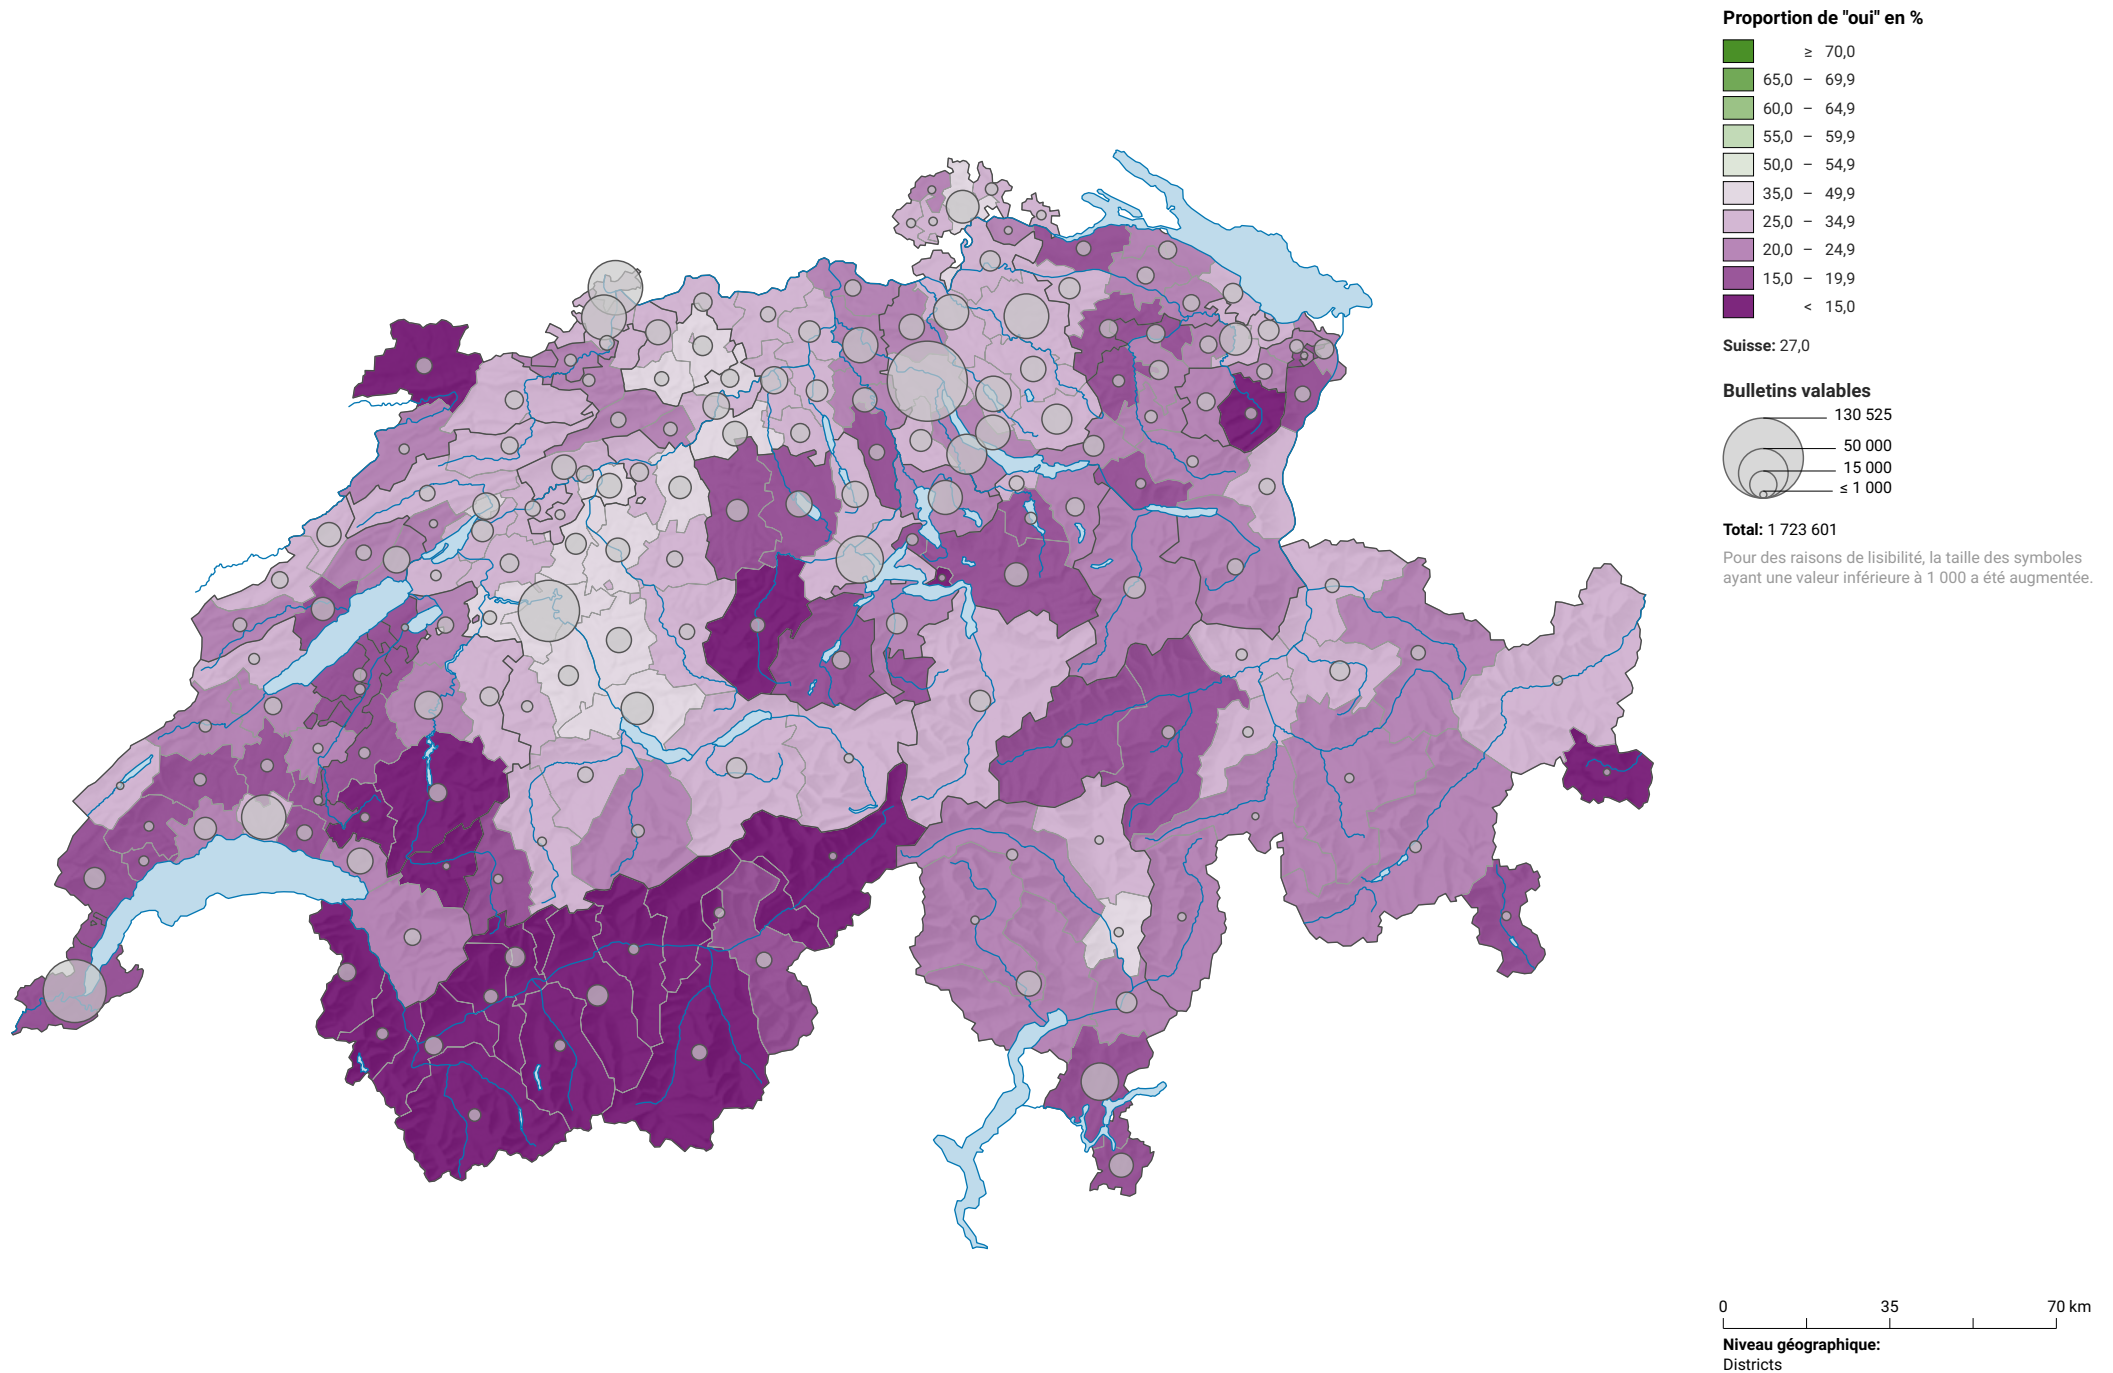 Proportion de "oui" en %
≥ 70,0
65,0 – 69,9
60,0 – 64,9
55,0 – 59,9
50,0 – 54,9
35,0 – 49,9
25,0 – 34,9
20,0 – 24,9
15,0 – 19,9
< 15,0
Suisse: 27,0
Bulletins valables
130 525
50 000
15 000
≤ 1 000
Total: 1 723 601
Pour des raisons de lisibilité, la taille des symboles
ayant une valeur inférieure à 1 000 a été augmentée.
0 35 70 km
Niveau géographique:
Districts